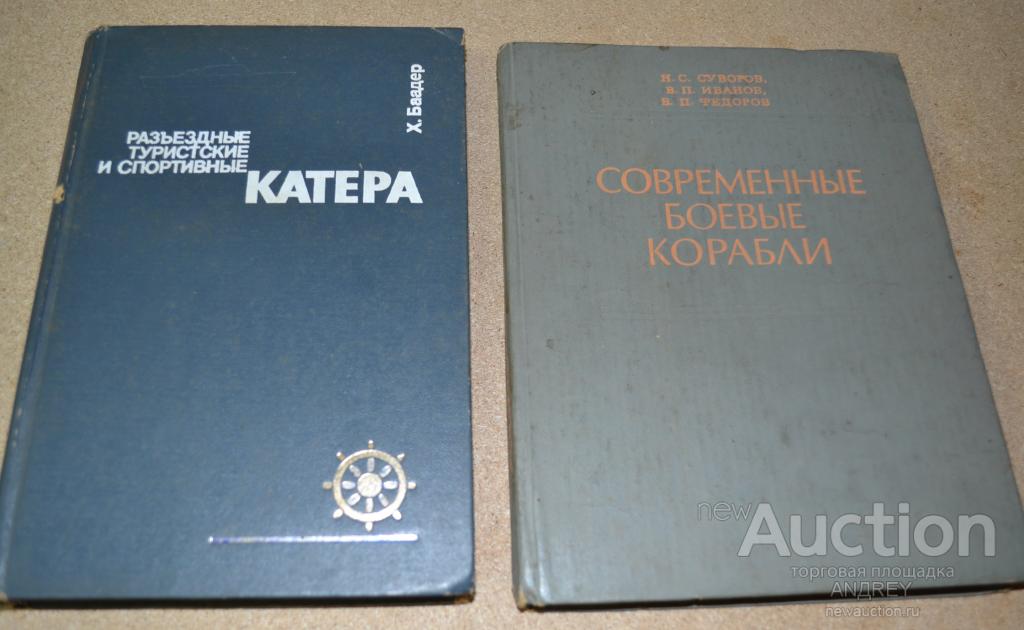 Х. Баадер
РАЗЪЕЗДНЫЕ
ТУРИСТСКИЕ
И СПОРТИВНЫЕ
КАТЕРА
Н. С. СУВОРОВ,
В. П. ИВАНОВ,
В. П. ФЕДОРОВ
СОВРЕМЕННЫЕ
БОЕВЫЕ
КОРАБЛИ
new Auction
торговая площадка
ANDREY
newauction.ru